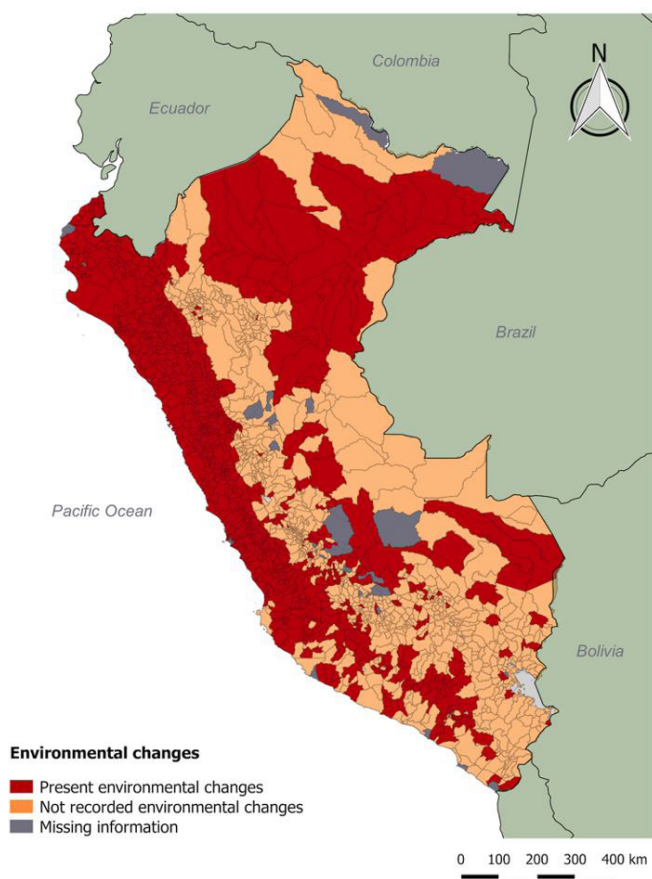 Colombia
N
Ecuador
Brazil
Pacific Ocean
Bolivia
Environmental changes
Present environmental changes
Not recorded environmental changes
Missing information
0 100 200 300 400 km